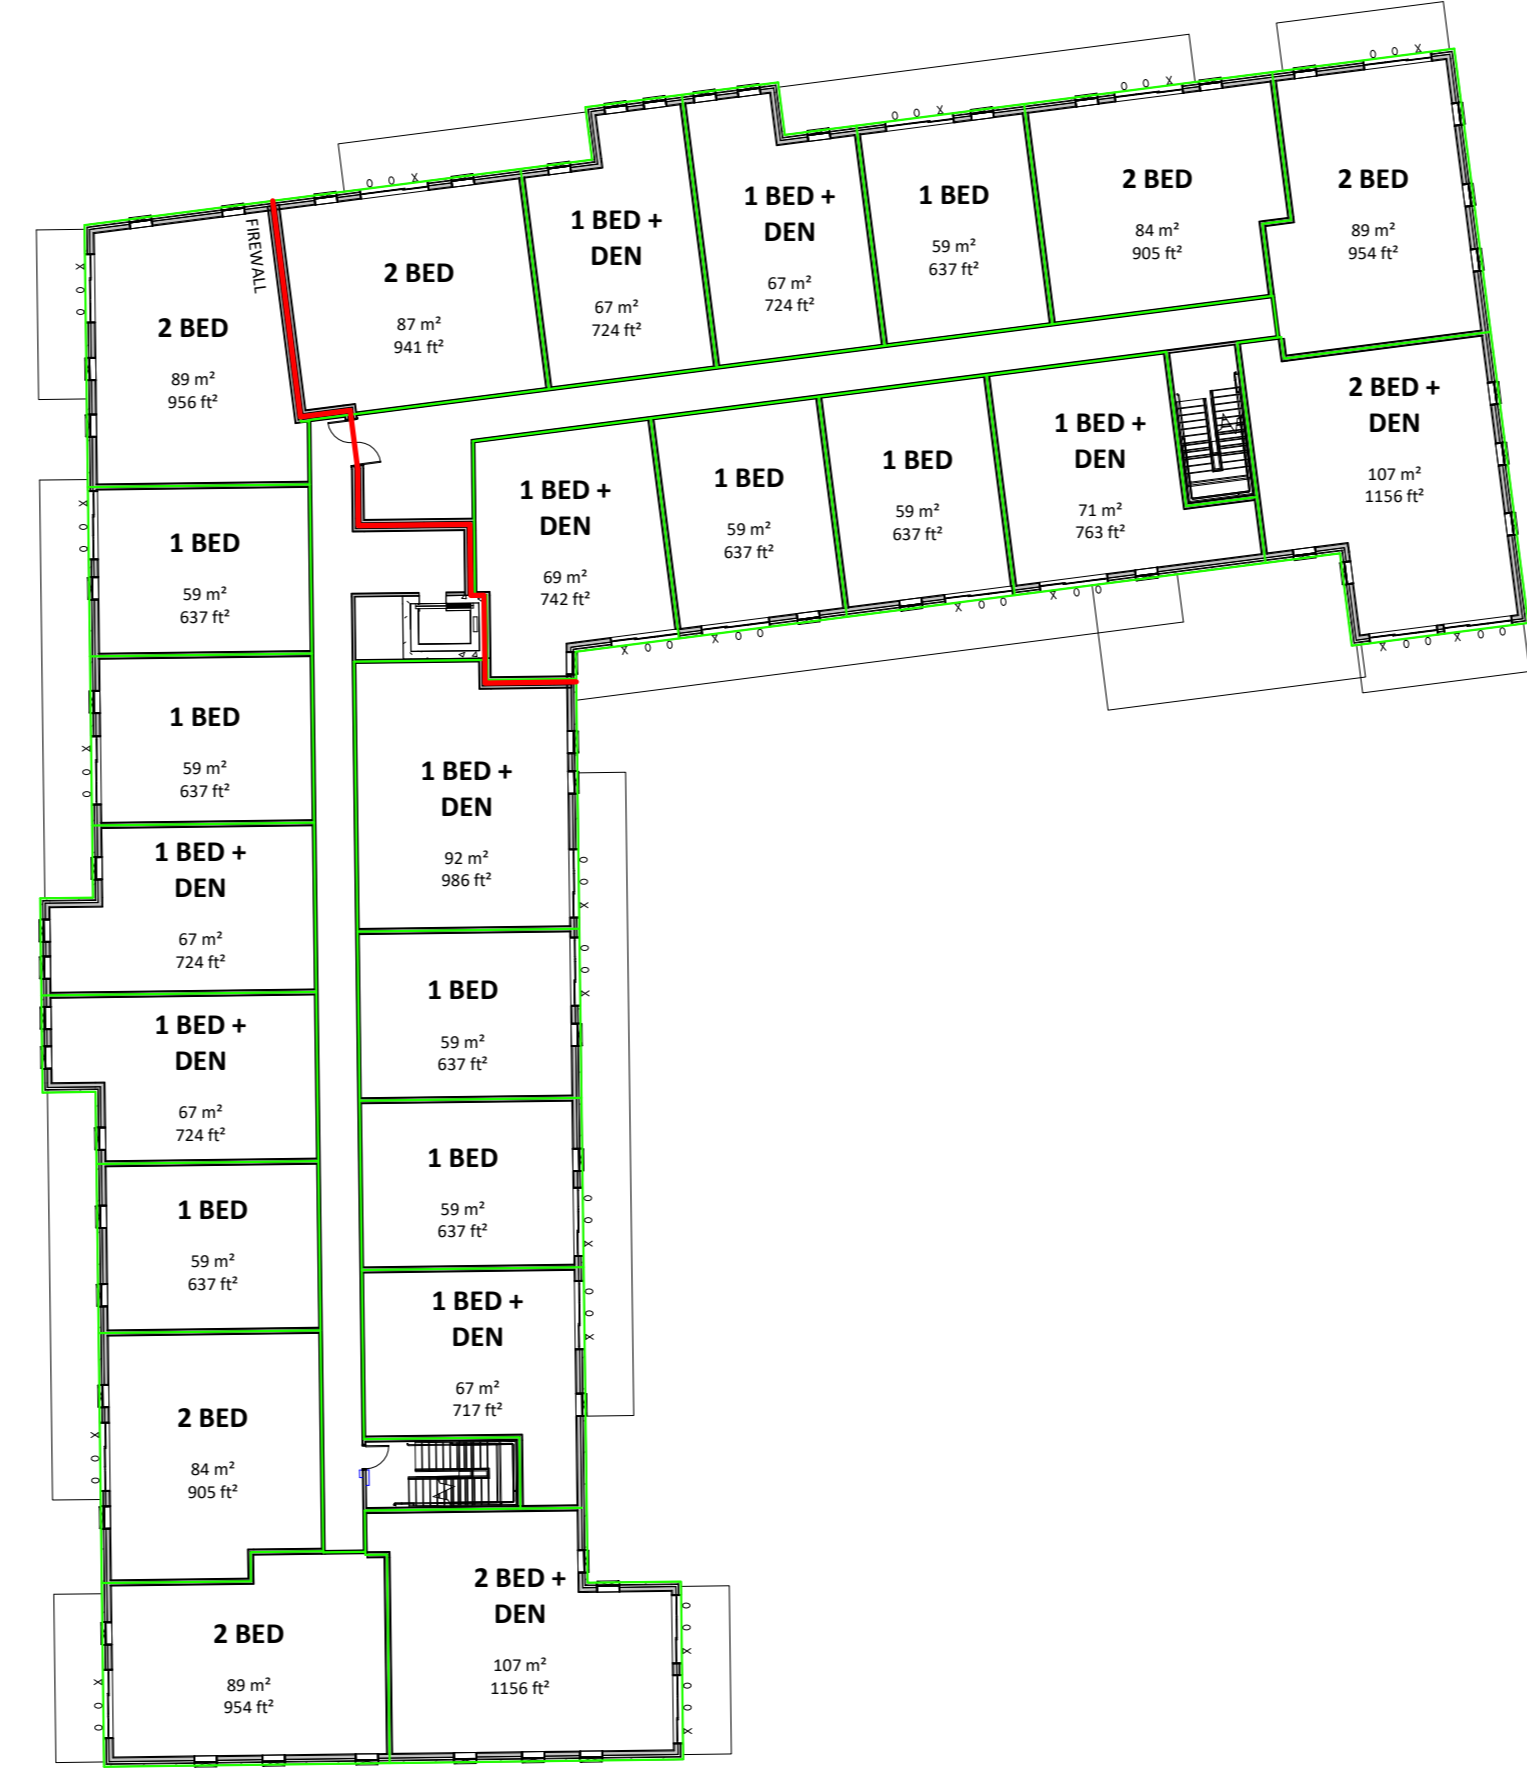 2 BED
89 m²
956 ft²
FIREWALL
2 BED
87 m²
941 ft²
1 BED +
DEN
67 m²
724 ft²
1 BED +
DEN
67 m²
724 ft²
1 BED
59 m²
637 ft²
2 BED
84 m²
905 ft²
2 BED
89 m²
954 ft²
2 BED +
DEN
107 m²
1156 ft²
1 BED +
DEN
71 m²
763 ft²
1 BED
59 m²
637 ft²
1 BED
59 m²
637 ft²
1 BED +
DEN
69 m²
742 ft²
1 BED
59 m²
637 ft²
1 BED
59 m²
637 ft²
1 BED +
DEN
67 m²
724 ft²
1 BED +
DEN
67 m²
724 ft²
1 BED
59 m²
637 ft²
2 BED
84 m²
905 ft²
2 BED
89 m²
954 ft²
1 BED +
DEN
92 m²
986 ft²
1 BED
59 m²
637 ft²
1 BED
59 m²
637 ft²
1 BED +
DEN
67 m²
717 ft²
2 BED +
DEN
107 m²
1156 ft²